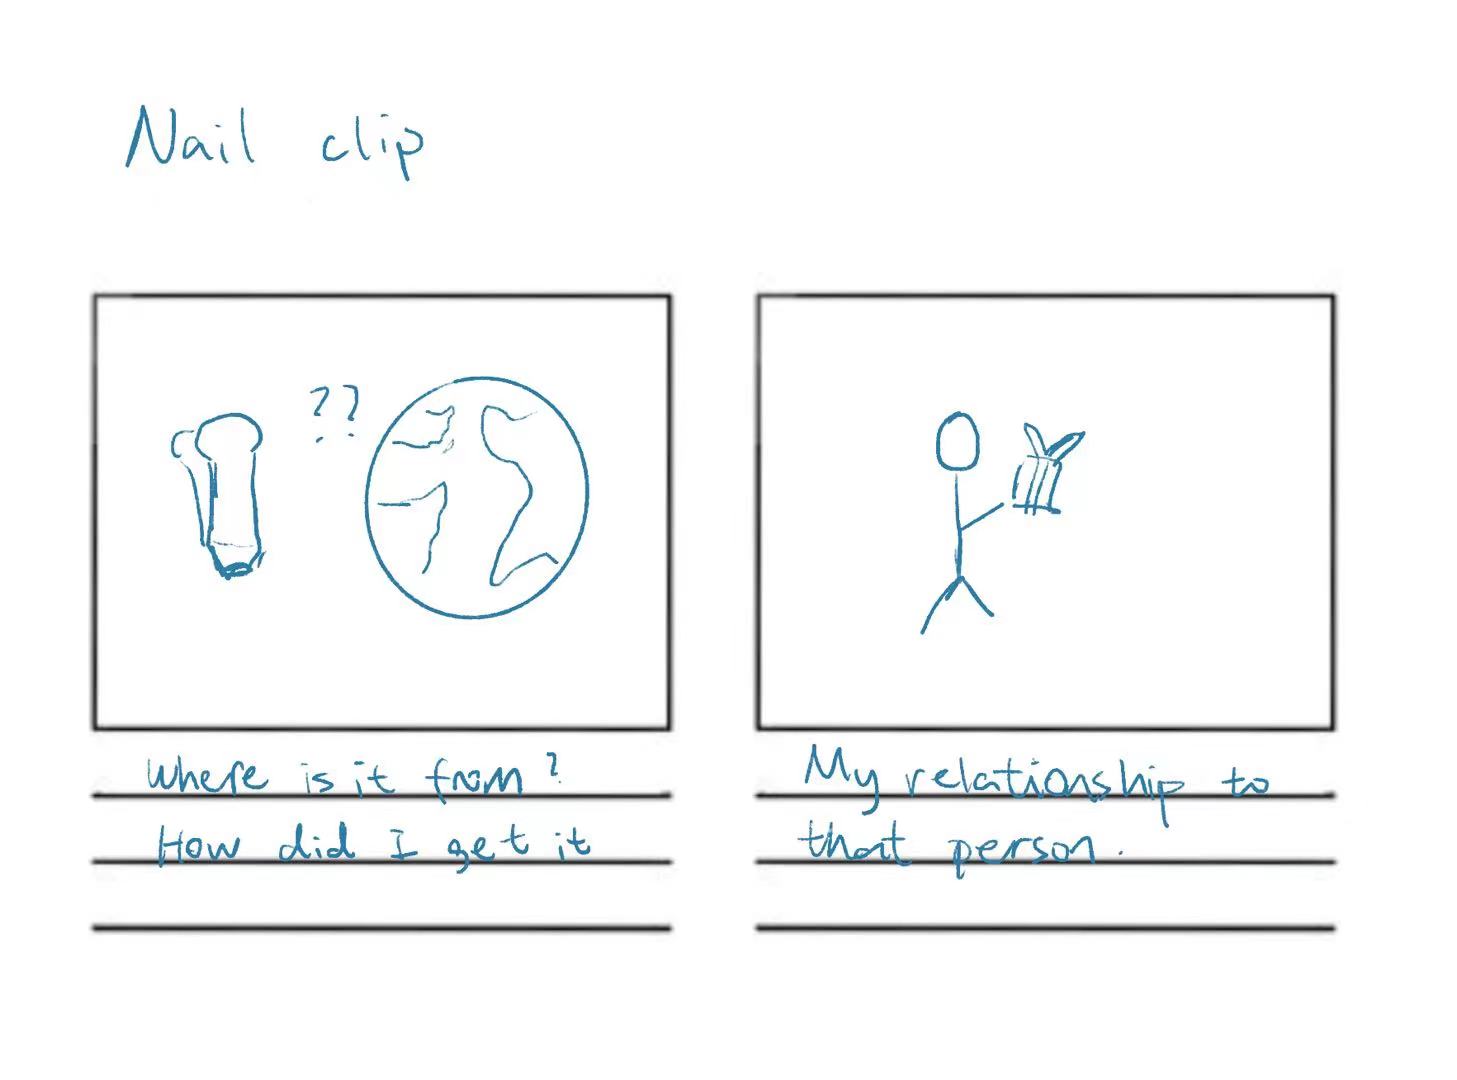 Nail clip
??
Where is it from?
How did I get it
My relationship to
that person.